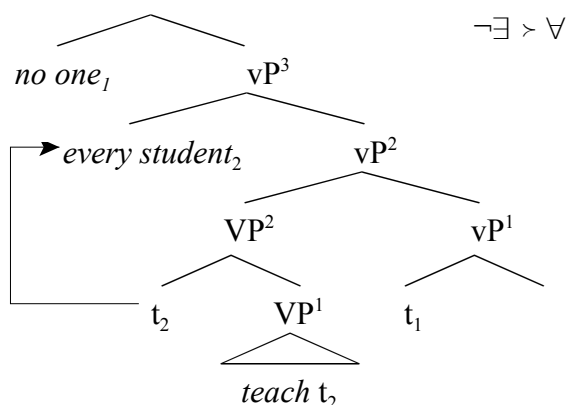 ¬∃ ≻ ∀
no one₁ vP³
every student₂ vP²
VP² vP¹
t₂ VP¹ t₁
teach t₂